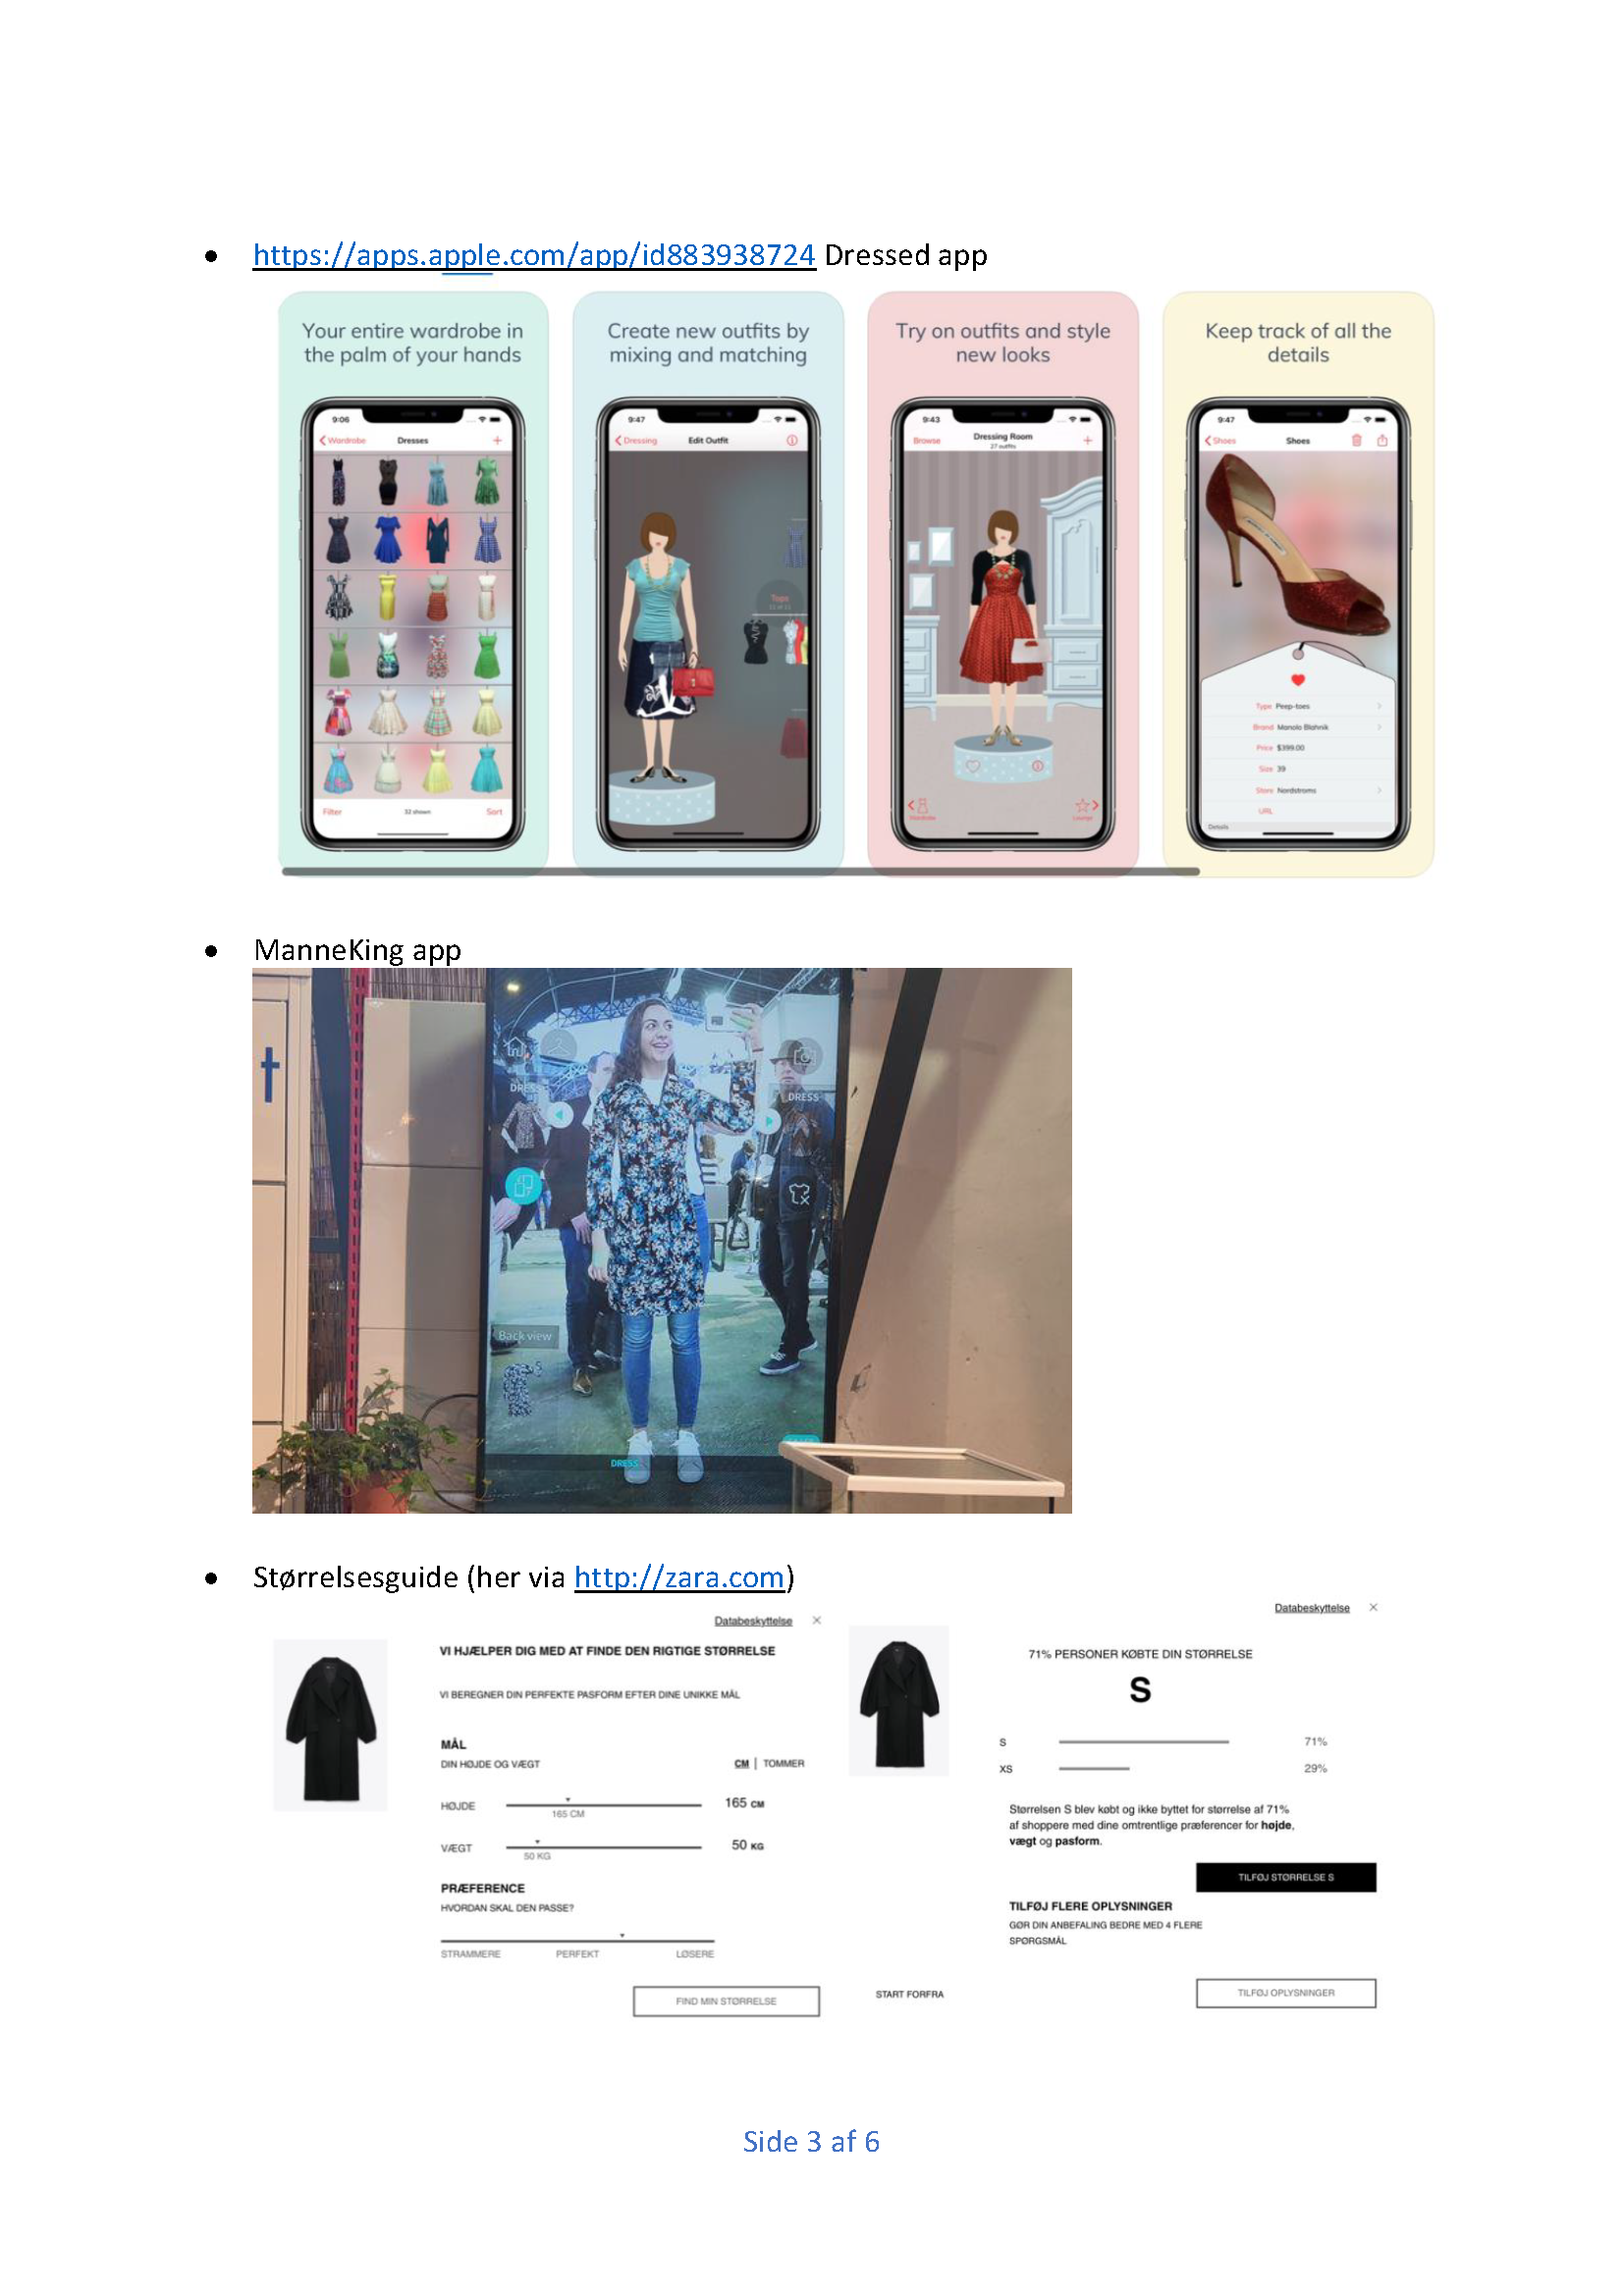 https://apps.apple.com/app/id883938724 Dressed app
Your entire wardrobe in
the palm of your hands
9:06
Wardrobe Dresses +
Filter 32 shown Sort
Create new outfits by
mixing and matching
9:47
Dressing Edit Outfit
Tops
Try on outfits and style
new looks
9:43
Browse Dressing Room +
27 outfits
Wardrobe Lounge
Keep track of all the
details
9:47
Shoes Shoes
Type Peep-toes
Brand Manolo Blahnik
Price $399.00
Size 39
Store Nordstroms
URL
Details
ManneKing app
t
DRESS
DRESS
Back view
DRESS
Størrelsesguide (her via http://zara.com)
Databeskyttelse ×
VI HJÆLPER DIG MED AT FINDE DEN RIGTIGE STØRRELSE
VI BEREGNER DIN PERFEKTE PASFORM EFTER DINE UNIKKE MÅL
MÅL
DIN HØJDE OG VÆGT CM | TOMMER
HØJDE 165 CM
165 CM
VÆGT 50 KG
50 KG
PRÆFERENCE
HVORDAN SKAL DEN PASSE?
STRAMMERE PERFEKT LØSERE
FIND MIN STØRRELSE
Databeskyttelse ×
71% PERSONER KØBTE DIN STØRRELSE
S
S 71%
XS 29%
Størrelsen S blev købt og ikke byttet for størrelse af 71%
af shoppere med dine omtrentlige præferencer for højde,
vægt og pasform.
TILFØJ STØRRELSE S
TILFØJ FLERE OPLYSNINGER
GØR DIN ANBEFALING BEDRE MED 4 FLERE
SPØRGSMÅL
START FORFRA TILFØJ OPLYSNINGER
Side 3 af 6